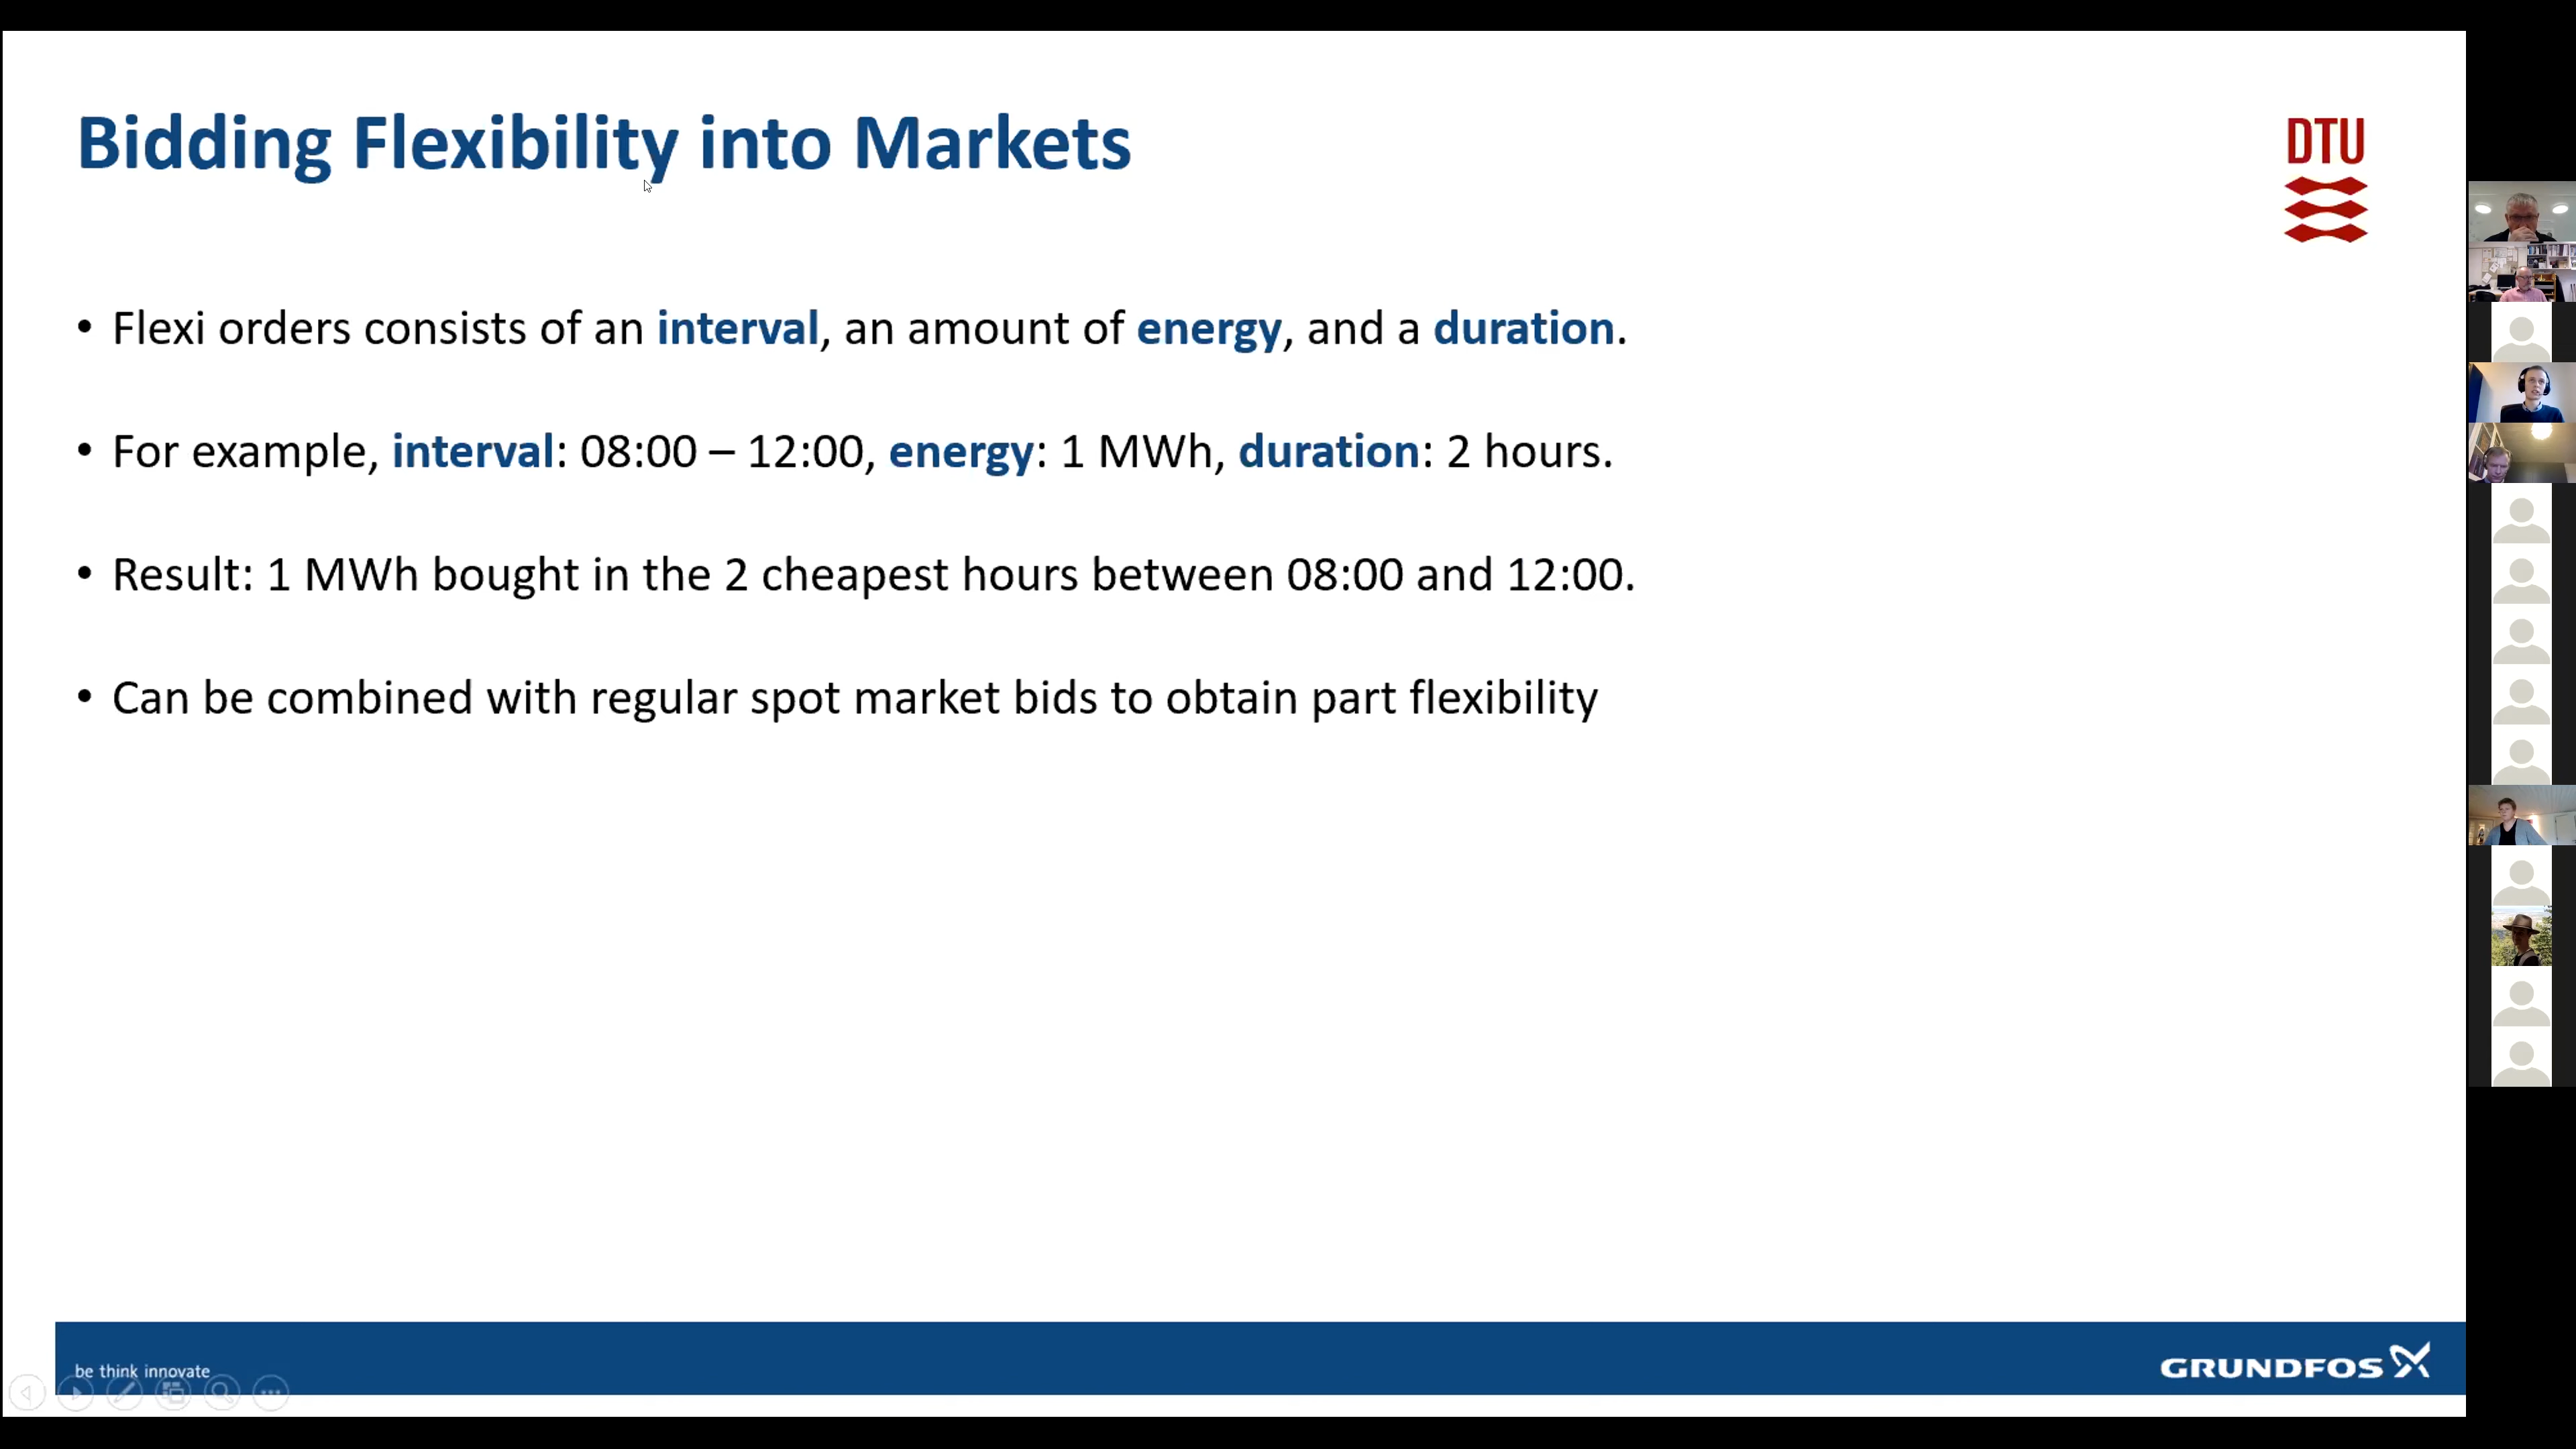 Bidding Flexibility into Markets
DTU
• Flexi orders consists of an interval, an amount of energy, and a duration.
• For example, interval: 08:00 – 12:00, energy: 1 MWh, duration: 2 hours.
• Result: 1 MWh bought in the 2 cheapest hours between 08:00 and 12:00.
• Can be combined with regular spot market bids to obtain part flexibility
be think innovate
GRUNDFOS